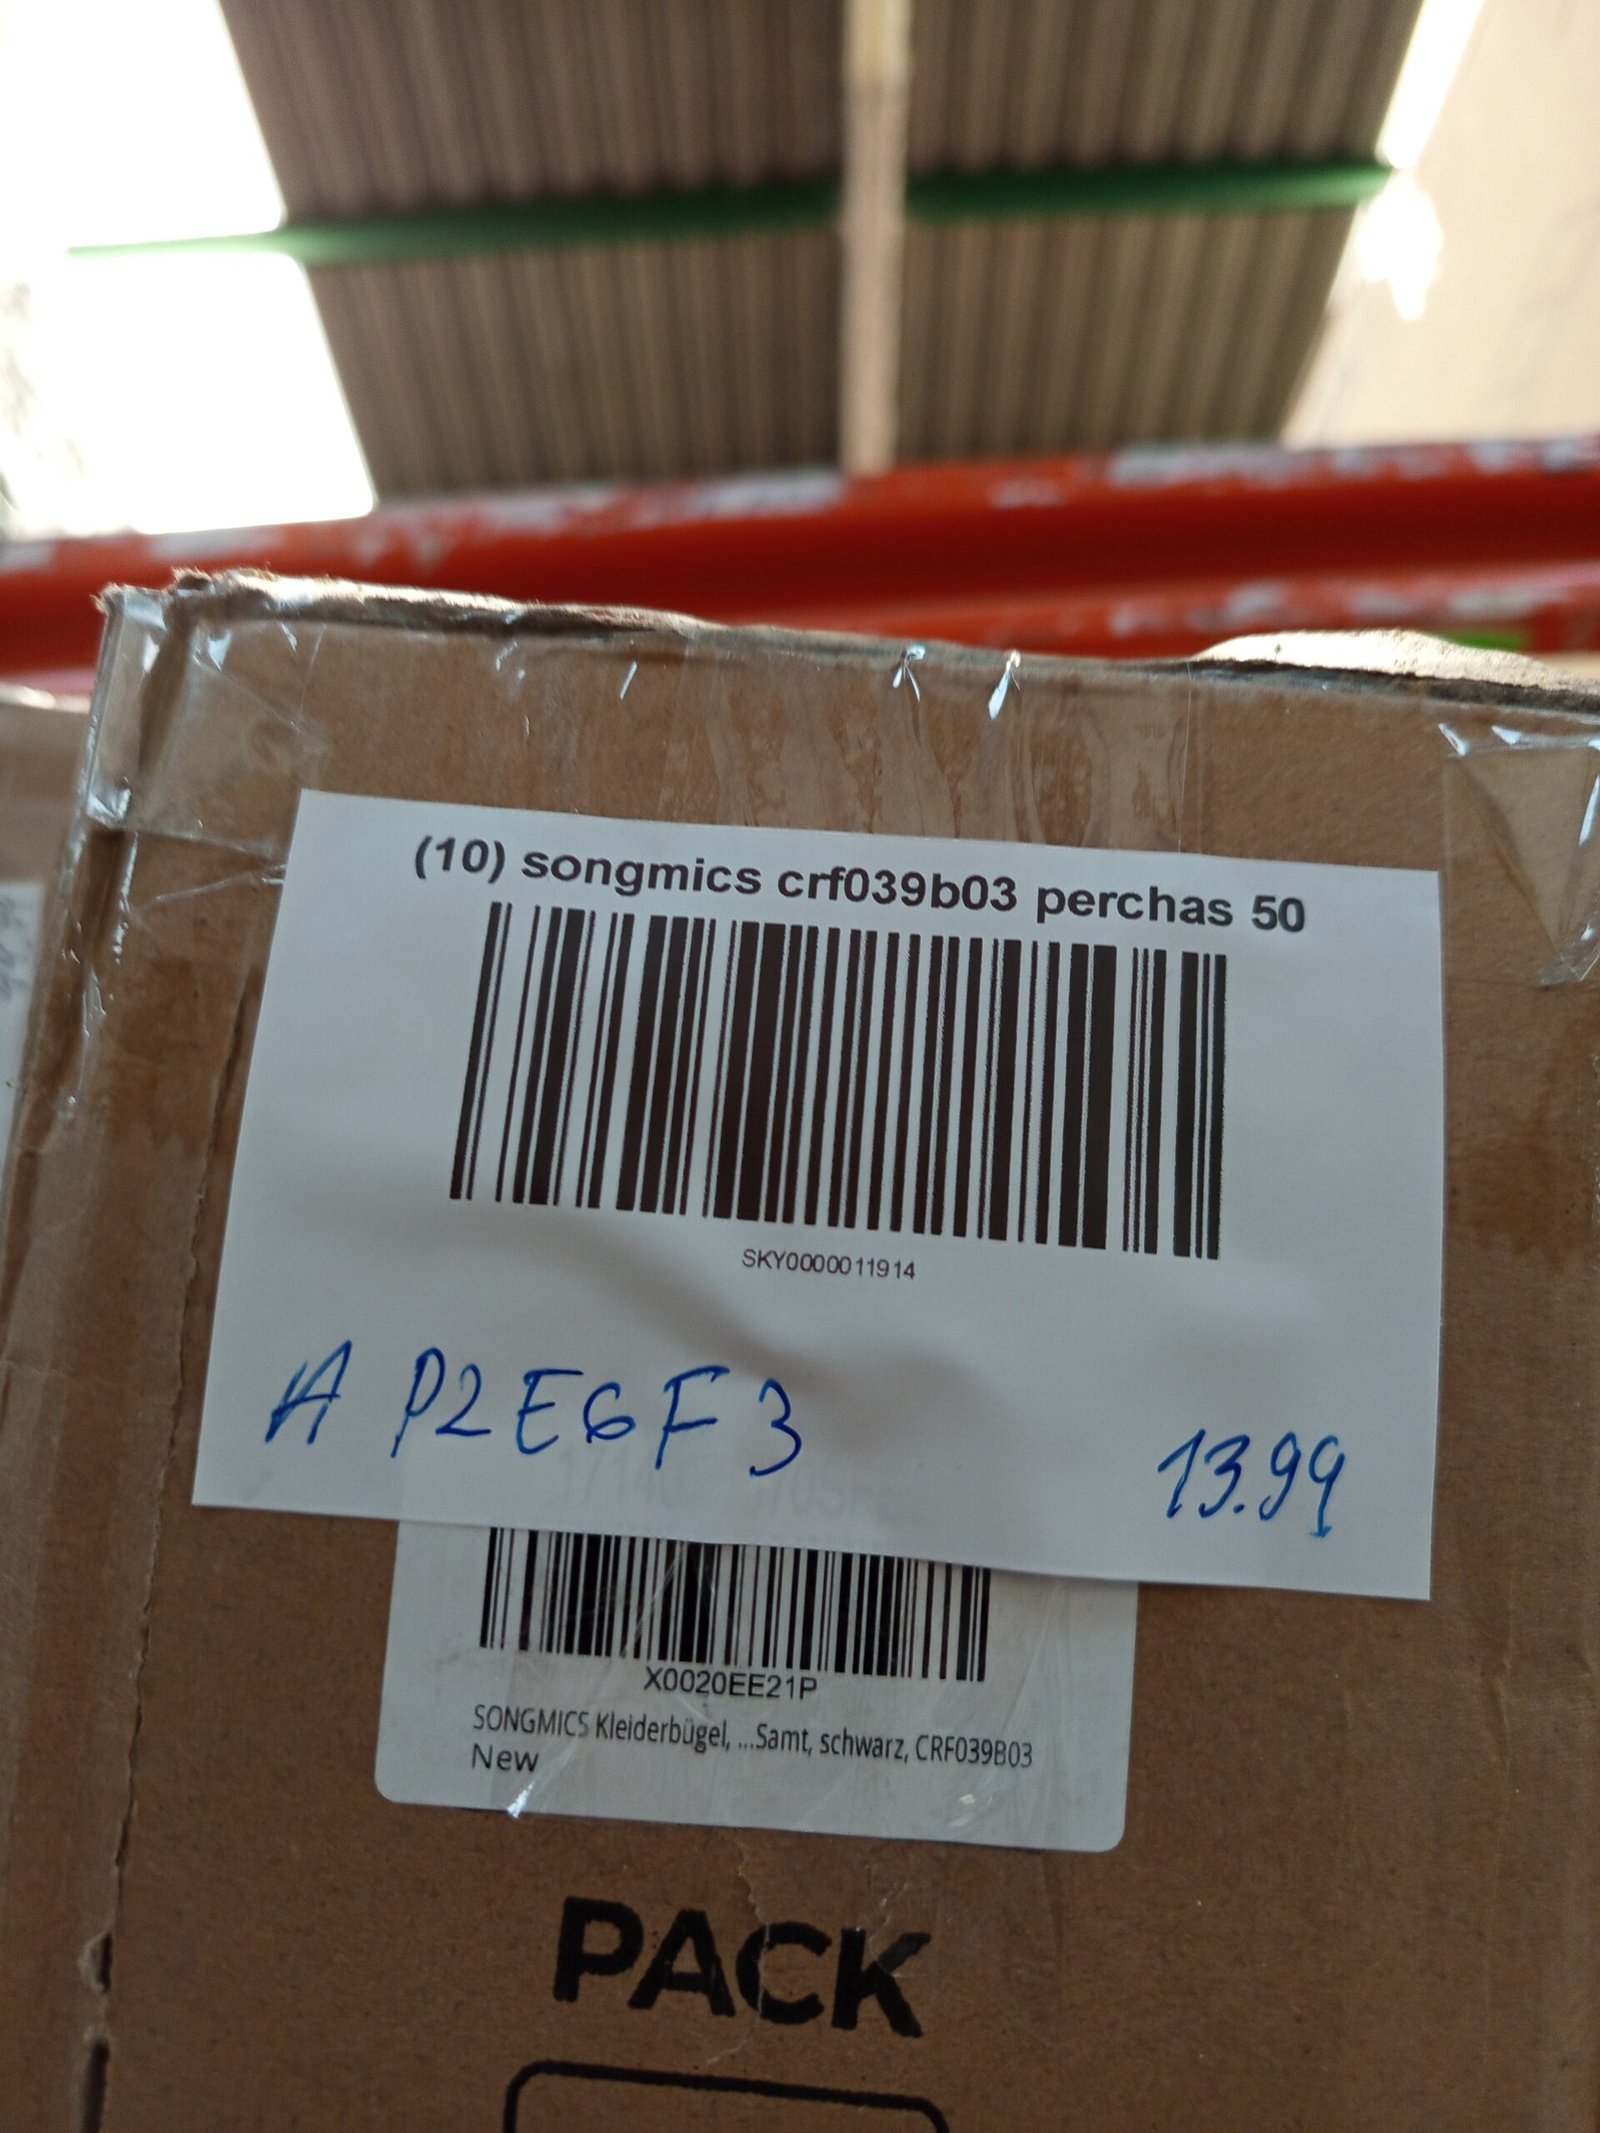 (10) songmics crf039b03 perchas 50
SKY0000011914
A P2E6F3 13.99
X0020EE21P
SONGMICS Kleiderbügel, ...Samt, schwarz, CRF039B03
New
PACK